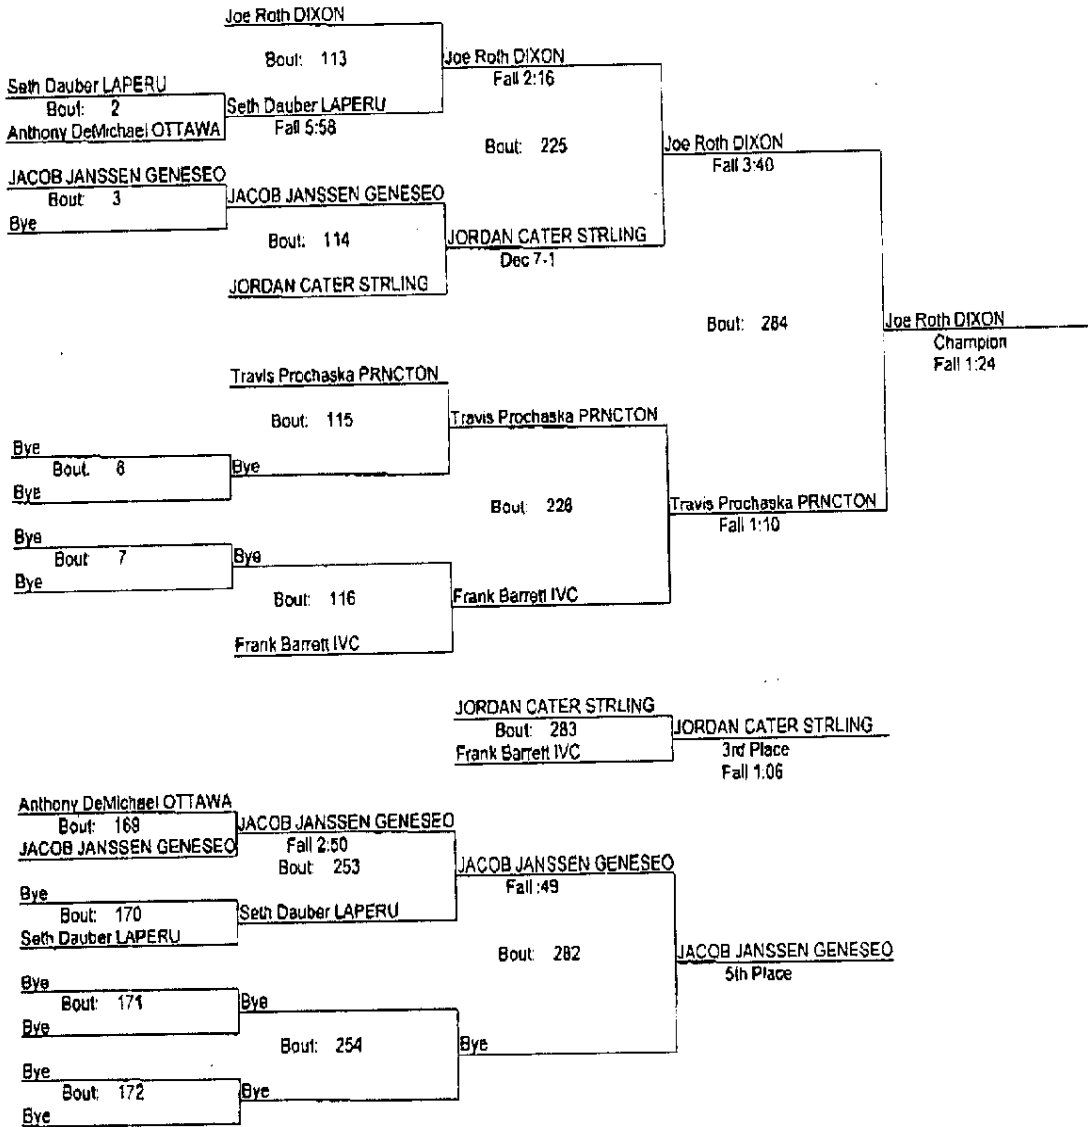 Joe Roth DIXON
Bout: 113
Joe Roth DIXON
Fall 2:16
Seth Dauber LAPERU
Bout: 2
Seth Dauber LAPERU
Anthony DeMichael OTTAWA
Fall 5:58
Bout: 225
Joe Roth DIXON
Fall 3:40
JACOB JANSSEN GENESEO
Bout: 3
JACOB JANSSEN GENESEO
Bye
Bout: 114
JORDAN CATER STRLING
Dec 7-1
JORDAN CATER STRLING
Bout: 284
Joe Roth DIXON
Champion
Fall 1:24
Travis Prochaska PRNCTON
Bout: 115
Travis Prochaska PRNCTON
Bye
Bout. 6
Bye
Bye
Bout: 226
Travis Prochaska PRNCTON
Fall 1:10
Bye
Bout: 7
Bye
Bye
Bout: 116
Frank Barrett IVC
Frank Barrett IVC
JORDAN CATER STRLING
Bout: 283
JORDAN CATER STRLING
Frank Barrett IVC
3rd Place
Fall 1:06
Anthony DeMichael OTTAWA
Bout: 169
JACOB JANSSEN GENESEO
JACOB JANSSEN GENESEO
Fall 2:50
Bout: 253
JACOB JANSSEN GENESEO
Fall :49
Bye
Bout: 170
Seth Dauber LAPERU
Seth Dauber LAPERU
Bout: 282
JACOB JANSSEN GENESEO
5th Place
Bye
Bout: 171
Bye
Bye
Bout: 254
Bye
Bye
Bout: 172
Bye
Bye